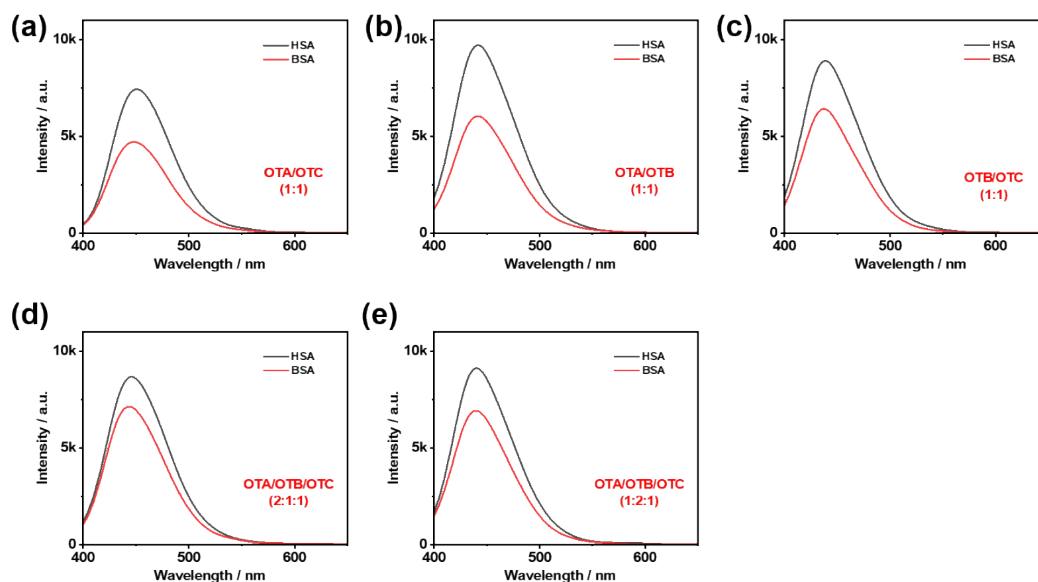 (a)
10k
5k
0
Intensity / a.u.
HSA
BSA
OTA/OTC
(1:1)
400
500
600
Wavelength / nm
(b)
10k
5k
0
Intensity / a.u.
HSA
BSA
OTA/OTB
(1:1)
400
500
600
Wavelength / nm
(c)
10k
5k
0
Intensity / a.u.
HSA
BSA
OTB/OTC
(1:1)
400
500
600
Wavelength / nm
(d)
10k
5k
0
Intensity / a.u.
HSA
BSA
OTA/OTB/OTC
(2:1:1)
400
500
600
Wavelength / nm
(e)
10k
5k
0
Intensity / a.u.
HSA
BSA
OTA/OTB/OTC
(1:2:1)
400
500
600
Wavelength / nm